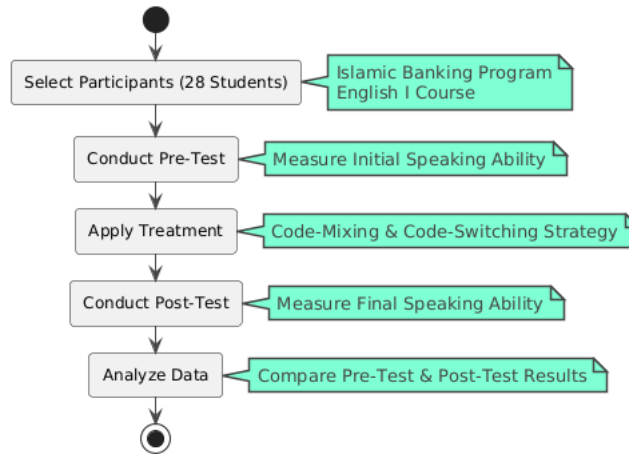 Select Participants (28 Students)
Islamic Banking Program
English I Course
Conduct Pre-Test
Measure Initial Speaking Ability
Apply Treatment
Code-Mixing & Code-Switching Strategy
Conduct Post-Test
Measure Final Speaking Ability
Analyze Data
Compare Pre-Test & Post-Test Results